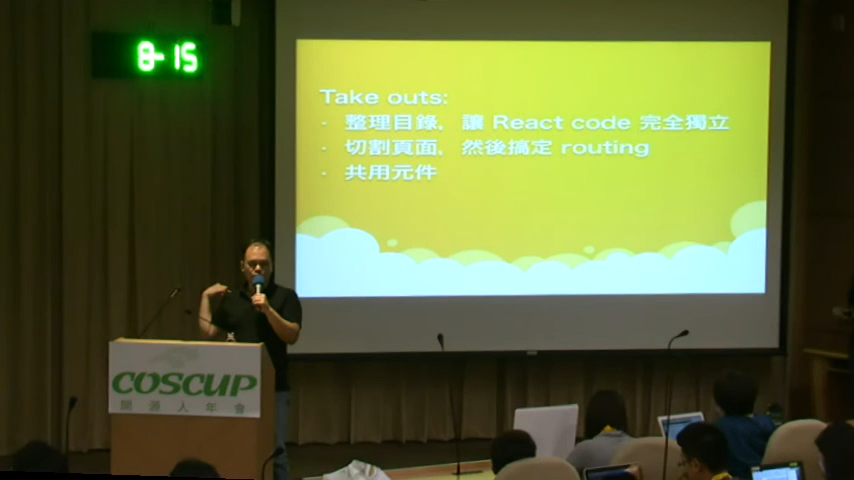 8-15
Take outs:
· 整理目錄, 讓 React code 完全獨立
· 切割頁面, 然後搞定 routing
· 共用元件
COSCUP
開源人年會